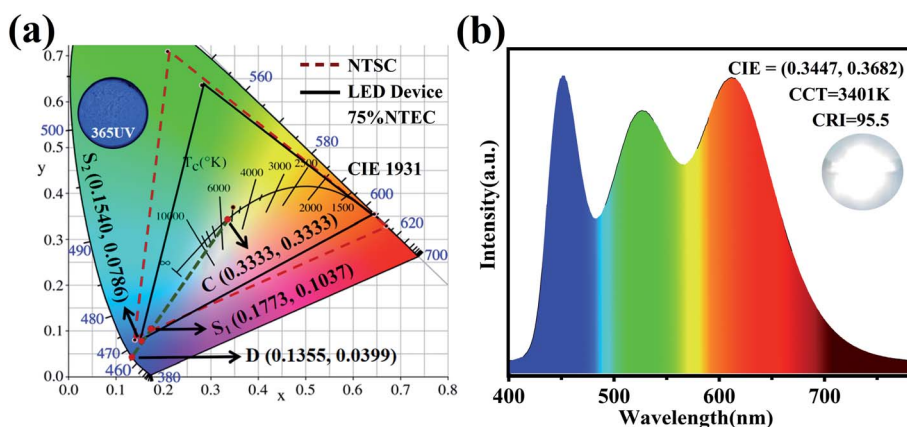 (a)
0.7
0.6
0.5
0.4
0.3
0.2
0.1
0.0
y
0.0 0.1 0.2 0.3 0.4 0.5 0.6 0.7 0.8
x
NTSC
LED Device
75%NTEC
CIE 1931
365UV
560
580
600
620
700
500
490
480
470
460
380
Tc(°K)
10000
6000
4000
3000
2500
2000
1500
∞
S2 (0.1540, 0.0786)
C (0.3333, 0.3333)
S1 (0.1773, 0.1037)
D (0.1355, 0.0399)
(b)
CIE = (0.3447, 0.3682)
CCT=3401K
CRI=95.5
Intensity(a.u.)
400 500 600 700
Wavelength(nm)